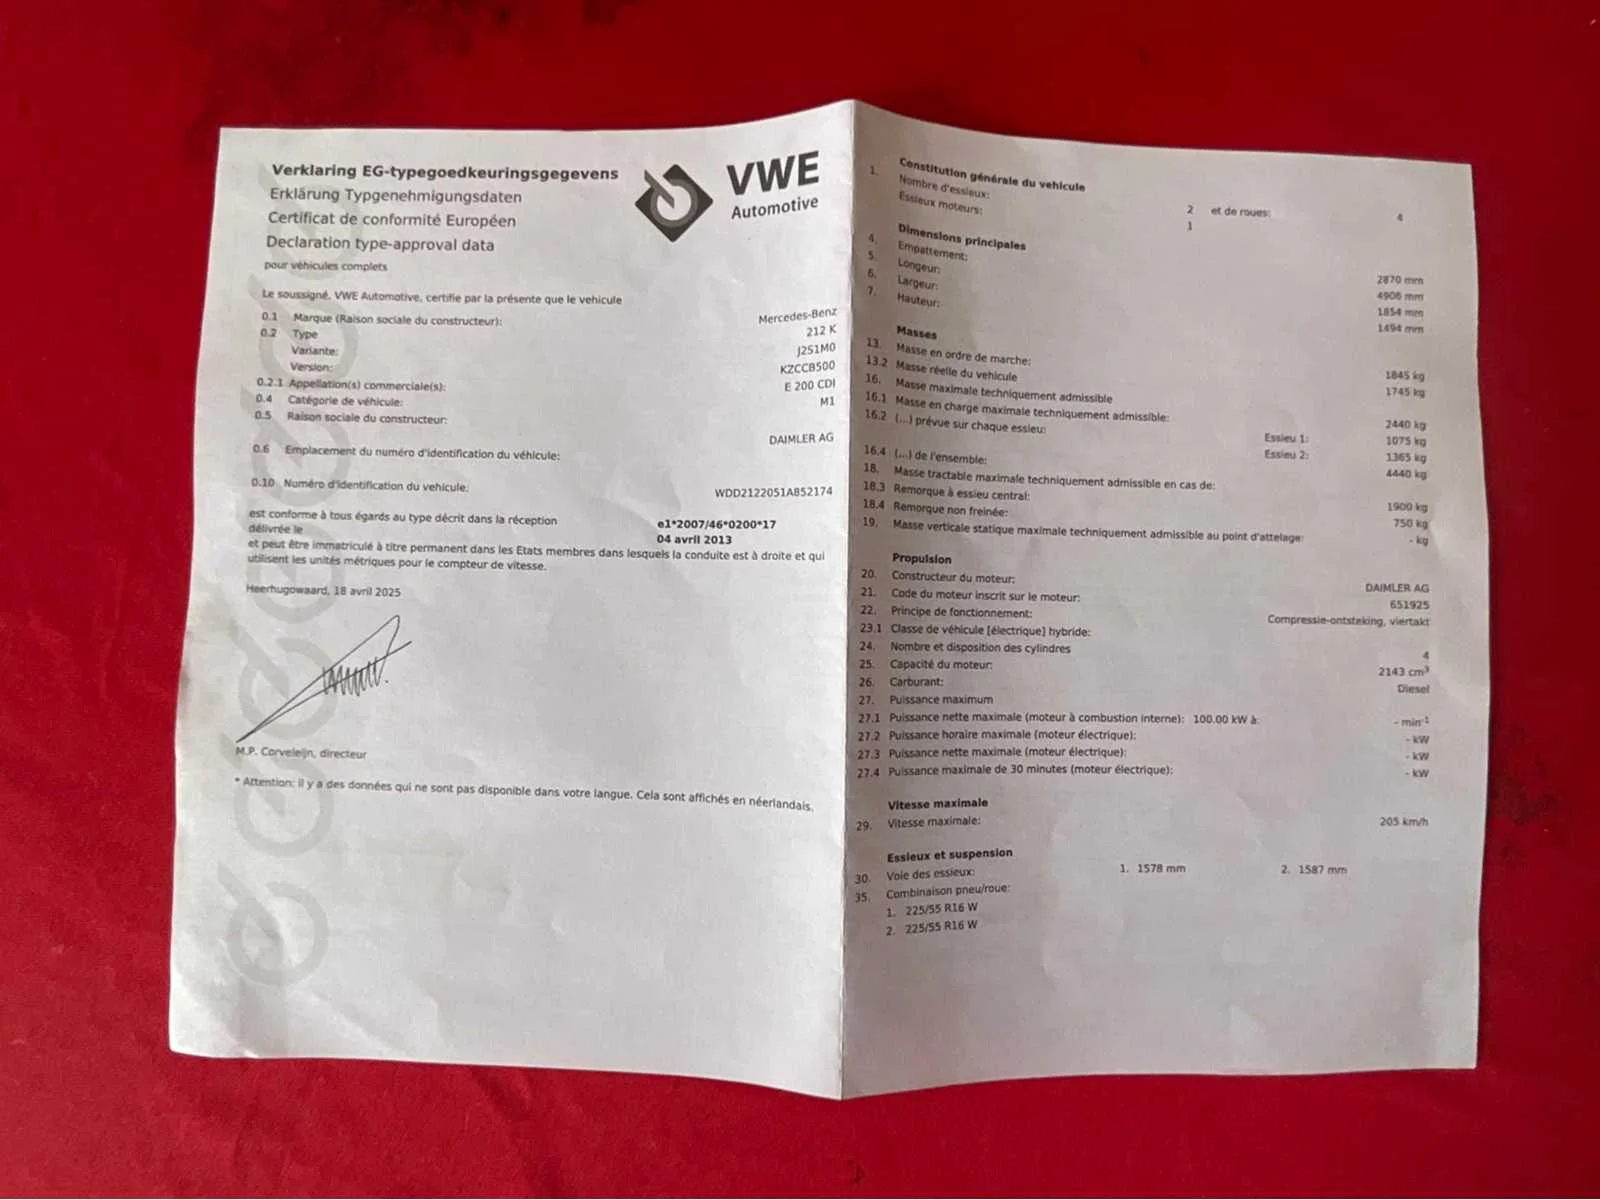 Verklaring EG-typegoedkeuringsgegevens
Erklärung Typgenehmigungsdaten
Certificat de conformité Européen
Declaration type-approval data
pour véhicules complets
VWE
Automotive
Le soussigné, VWE Automotive, certifie par la présente que le vehicule
0.1 Marque (Raison sociale du constructeur): Mercedes-Benz
0.2 Type 212 K
Variante: J2S1M0
Version: KZCCB500
0.2.1 Appellation(s) commerciale(s): E 200 CDI
0.4 Catégorie de véhicule: M1
0.5 Raison sociale du constructeur:
DAIMLER AG
0.6 Emplacement du numéro d'identification du véhicule:
0.10 Numéro d'identification du vehicule: WDD2122051A852174
est conforme à tous égards au type décrit dans la réception e1*2007/46*0200*17
délivrée le 04 avril 2013
et peut être immatriculé à titre permanent dans les Etats membres dans lesquels la conduite est à droite et qui
utilisent les unités métriques pour le compteur de vitesse.
Heerhugowaard, 18 avril 2025
M.P. Corveleijn, directeur
* Attention: il y a des données qui ne sont pas disponible dans votre langue. Cela sont affichés en néerlandais.
Constitution générale du vehicule
1. Nombre d'essieux: 2 et de roues: 4
Essieux moteurs: 1
Dimensions principales
4. Empattement: 2870 mm
5. Longeur: 4906 mm
6. Largeur: 1854 mm
7. Hauteur: 1494 mm
Masses
13. Masse en ordre de marche: 1845 kg
13.2 Masse réelle du vehicule 1745 kg
16. Masse maximale techniquement admissible
16.1 Masse en charge maximale techniquement admissible: 2440 kg
16.2 (...) prévue sur chaque essieu: Essieu 1: 1075 kg
Essieu 2: 1365 kg
16.4 (...) de l'ensemble: 4440 kg
18. Masse tractable maximale techniquement admissible en cas de:
18.3 Remorque à essieu central: 1900 kg
18.4 Remorque non freinée: 750 kg
19. Masse verticale statique maximale techniquement admissible au point d'attelage: - kg
Propulsion
20. Constructeur du moteur: DAIMLER AG
21. Code du moteur inscrit sur le moteur: 651925
22. Principe de fonctionnement: Compressie-ontsteking, viertakt
23.1 Classe de véhicule [électrique] hybride:
24. Nombre et disposition des cylindres 4
25. Capacité du moteur: 2143 cm³
26. Carburant: Diesel
27. Puissance maximum
27.1 Puissance nette maximale (moteur à combustion interne): 100.00 kW à: - min⁻¹
27.2 Puissance horaire maximale (moteur électrique): - kW
27.3 Puissance nette maximale (moteur électrique): - kW
27.4 Puissance maximale de 30 minutes (moteur électrique): - kW
Vitesse maximale
29. Vitesse maximale: 205 km/h
Essieux et suspension
30. Voie des essieux: 1. 1578 mm 2. 1587 mm
35. Combinaison pneu/roue:
1. 225/55 R16 W
2. 225/55 R16 W